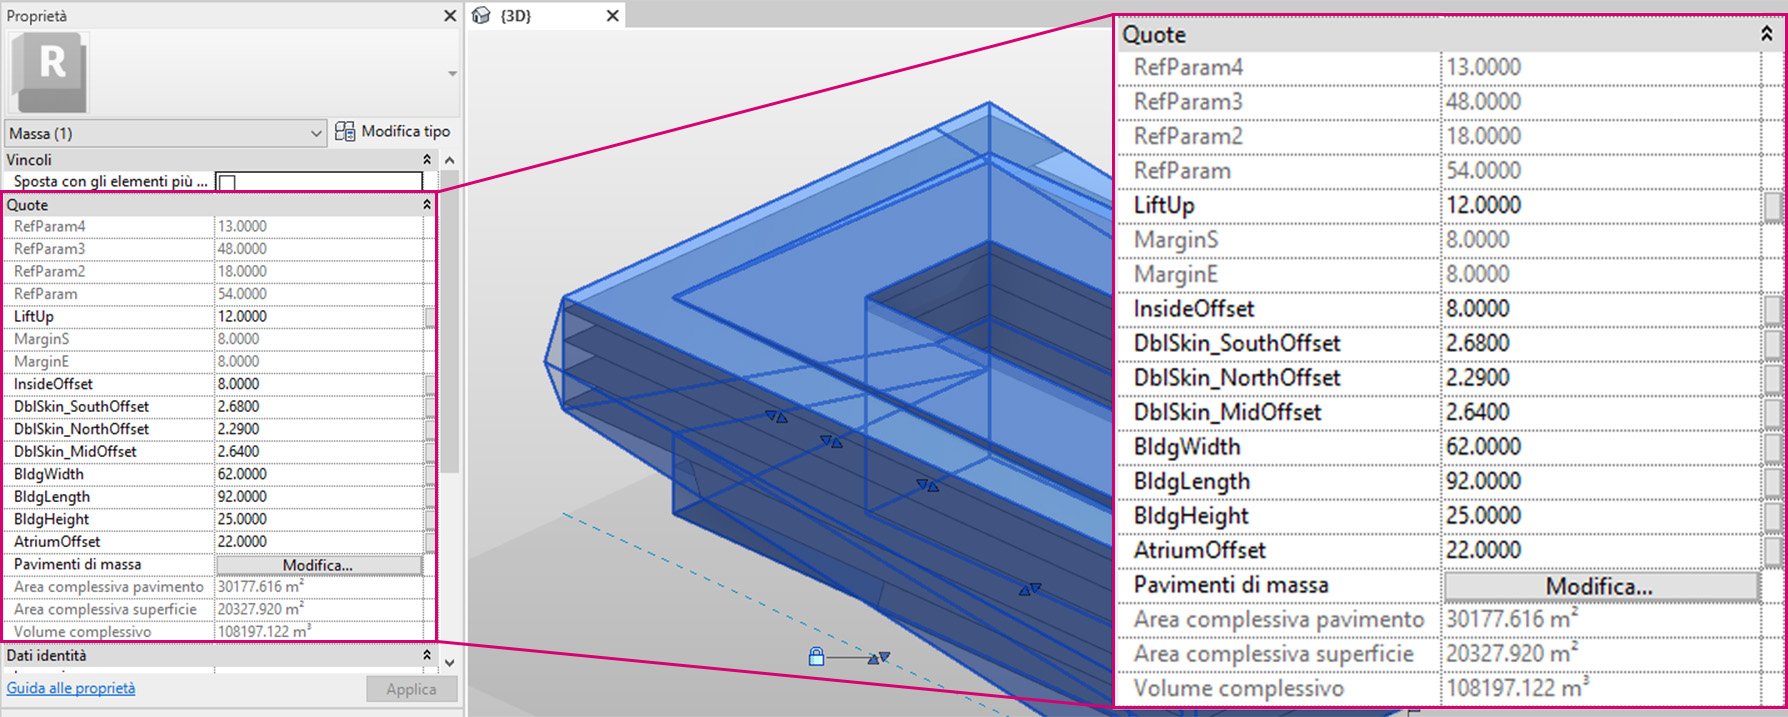 Proprietà
R
Massa (1)
Modifica tipo
Vincoli
Sposta con gli elementi più ...
Quote
RefParam4 13.0000
RefParam3 48.0000
RefParam2 18.0000
RefParam 54.0000
LiftUp 12.0000
MarginS 8.0000
MarginE 8.0000
InsideOffset 8.0000
DblSkin_SouthOffset 2.6800
DblSkin_NorthOffset 2.2900
DblSkin_MidOffset 2.6400
BldgWidth 62.0000
BldgLength 92.0000
BldgHeight 25.0000
AtriumOffset 22.0000
Pavimenti di massa Modifica...
Area complessiva pavimento 30177.616 m²
Area complessiva superficie 20327.920 m²
Volume complessivo 108197.122 m³
Dati identità
Guida alle proprietà
Applica
{3D}
Quote
RefParam4 13.0000
RefParam3 48.0000
RefParam2 18.0000
RefParam 54.0000
LiftUp 12.0000
MarginS 8.0000
MarginE 8.0000
InsideOffset 8.0000
DblSkin_SouthOffset 2.6800
DblSkin_NorthOffset 2.2900
DblSkin_MidOffset 2.6400
BldgWidth 62.0000
BldgLength 92.0000
BldgHeight 25.0000
AtriumOffset 22.0000
Pavimenti di massa Modifica...
Area complessiva pavimento 30177.616 m²
Area complessiva superficie 20327.920 m²
Volume complessivo 108197.122 m³